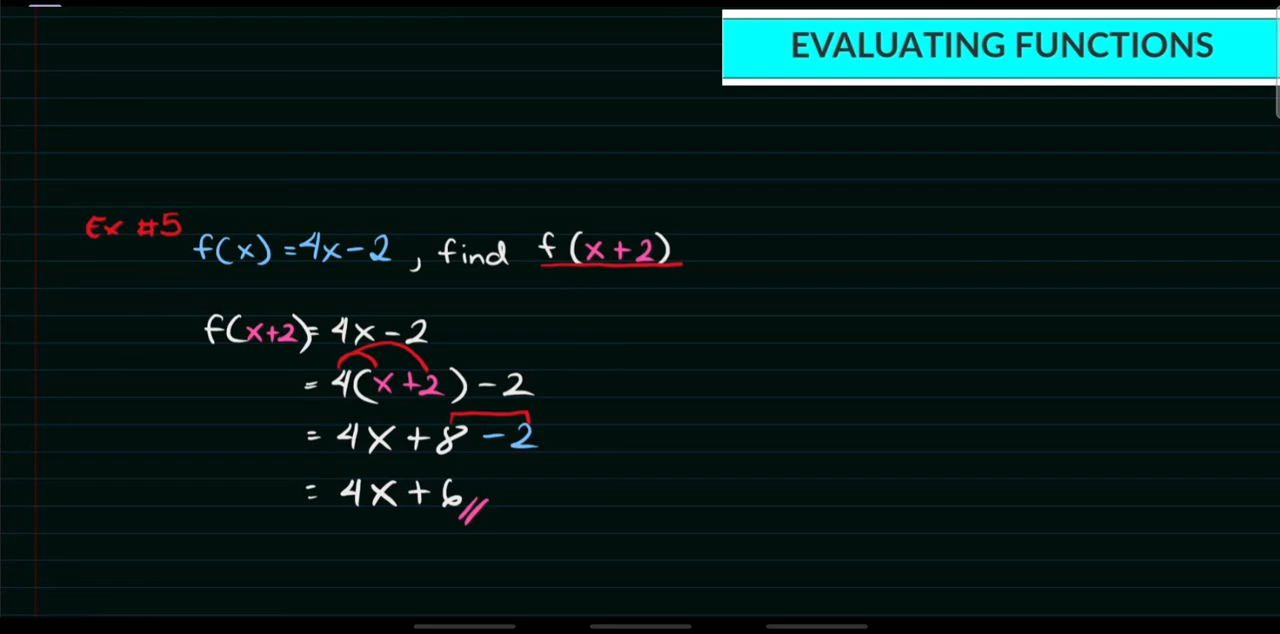 EVALUATING FUNCTIONS
Ex #5
f(x) = 4x - 2 , find f(x+2)
f(x+2) = 4x - 2
= 4(x+2) - 2
= 4x + 8 - 2
= 4x + 6